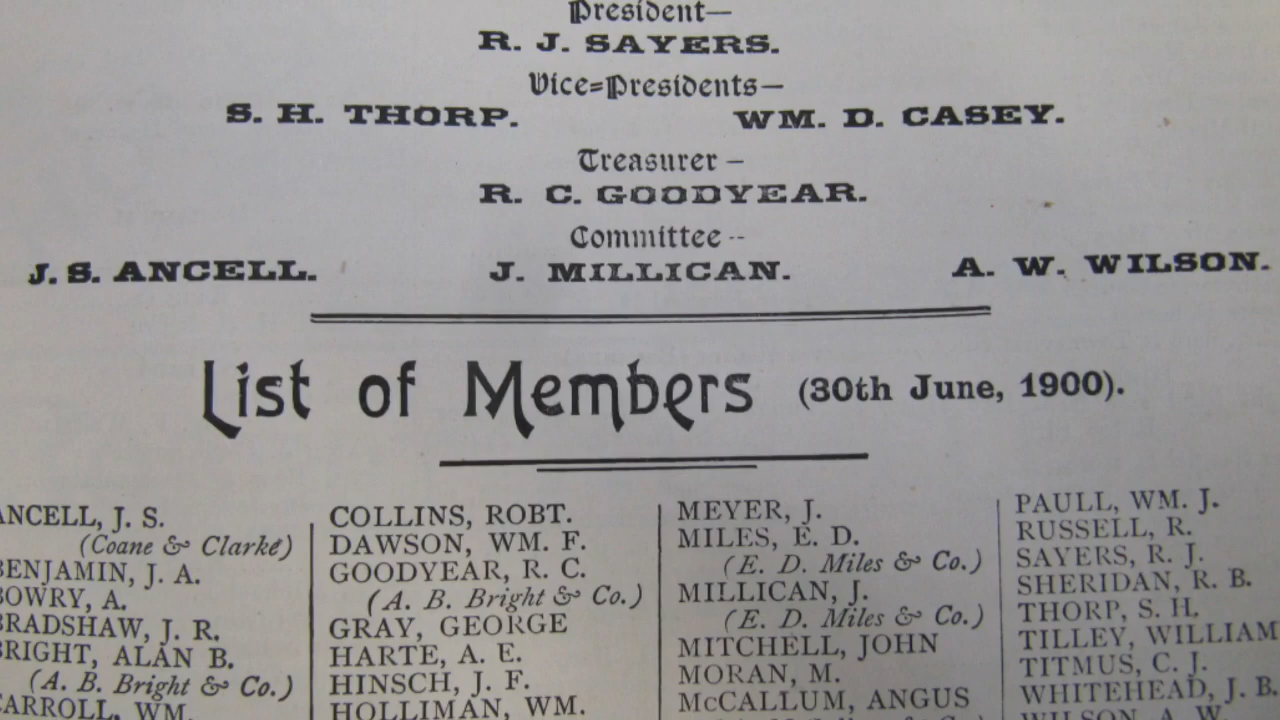 President—
R. J. SAYERS.
Vice=Presidents—
S. H. THORP. WM. D. CASEY.
Treasurer –
R. C. GOODYEAR.
Committee --
J. S. ANCELL. J. MILLICAN. A. W. WILSON.
List of Members (30th June, 1900).
ANCELL, J. S.
(Coane & Clarke)
BENJAMIN, J. A.
BOWRY, A.
BRADSHAW, J. R.
BRIGHT, ALAN B.
(A. B. Bright & Co.)
CARROLL, WM.
COLLINS, ROBT.
DAWSON, WM. F.
GOODYEAR, R. C.
(A. B. Bright & Co.)
GRAY, GEORGE
HARTE, A. E.
HINSCH, J. F.
HOLLIMAN, WM.
MEYER, J.
MILES, E. D.
(E. D. Miles & Co.)
MILLICAN, J.
(E. D. Miles & Co.)
MITCHELL, JOHN
MORAN, M.
McCALLUM, ANGUS
PAULL, WM. J.
RUSSELL, R.
SAYERS, R. J.
SHERIDAN, R. B.
THORP, S. H.
TILLEY, WILLIAM
TITMUS, C. J.
WHITEHEAD, J. B.
WILSON, A. W.